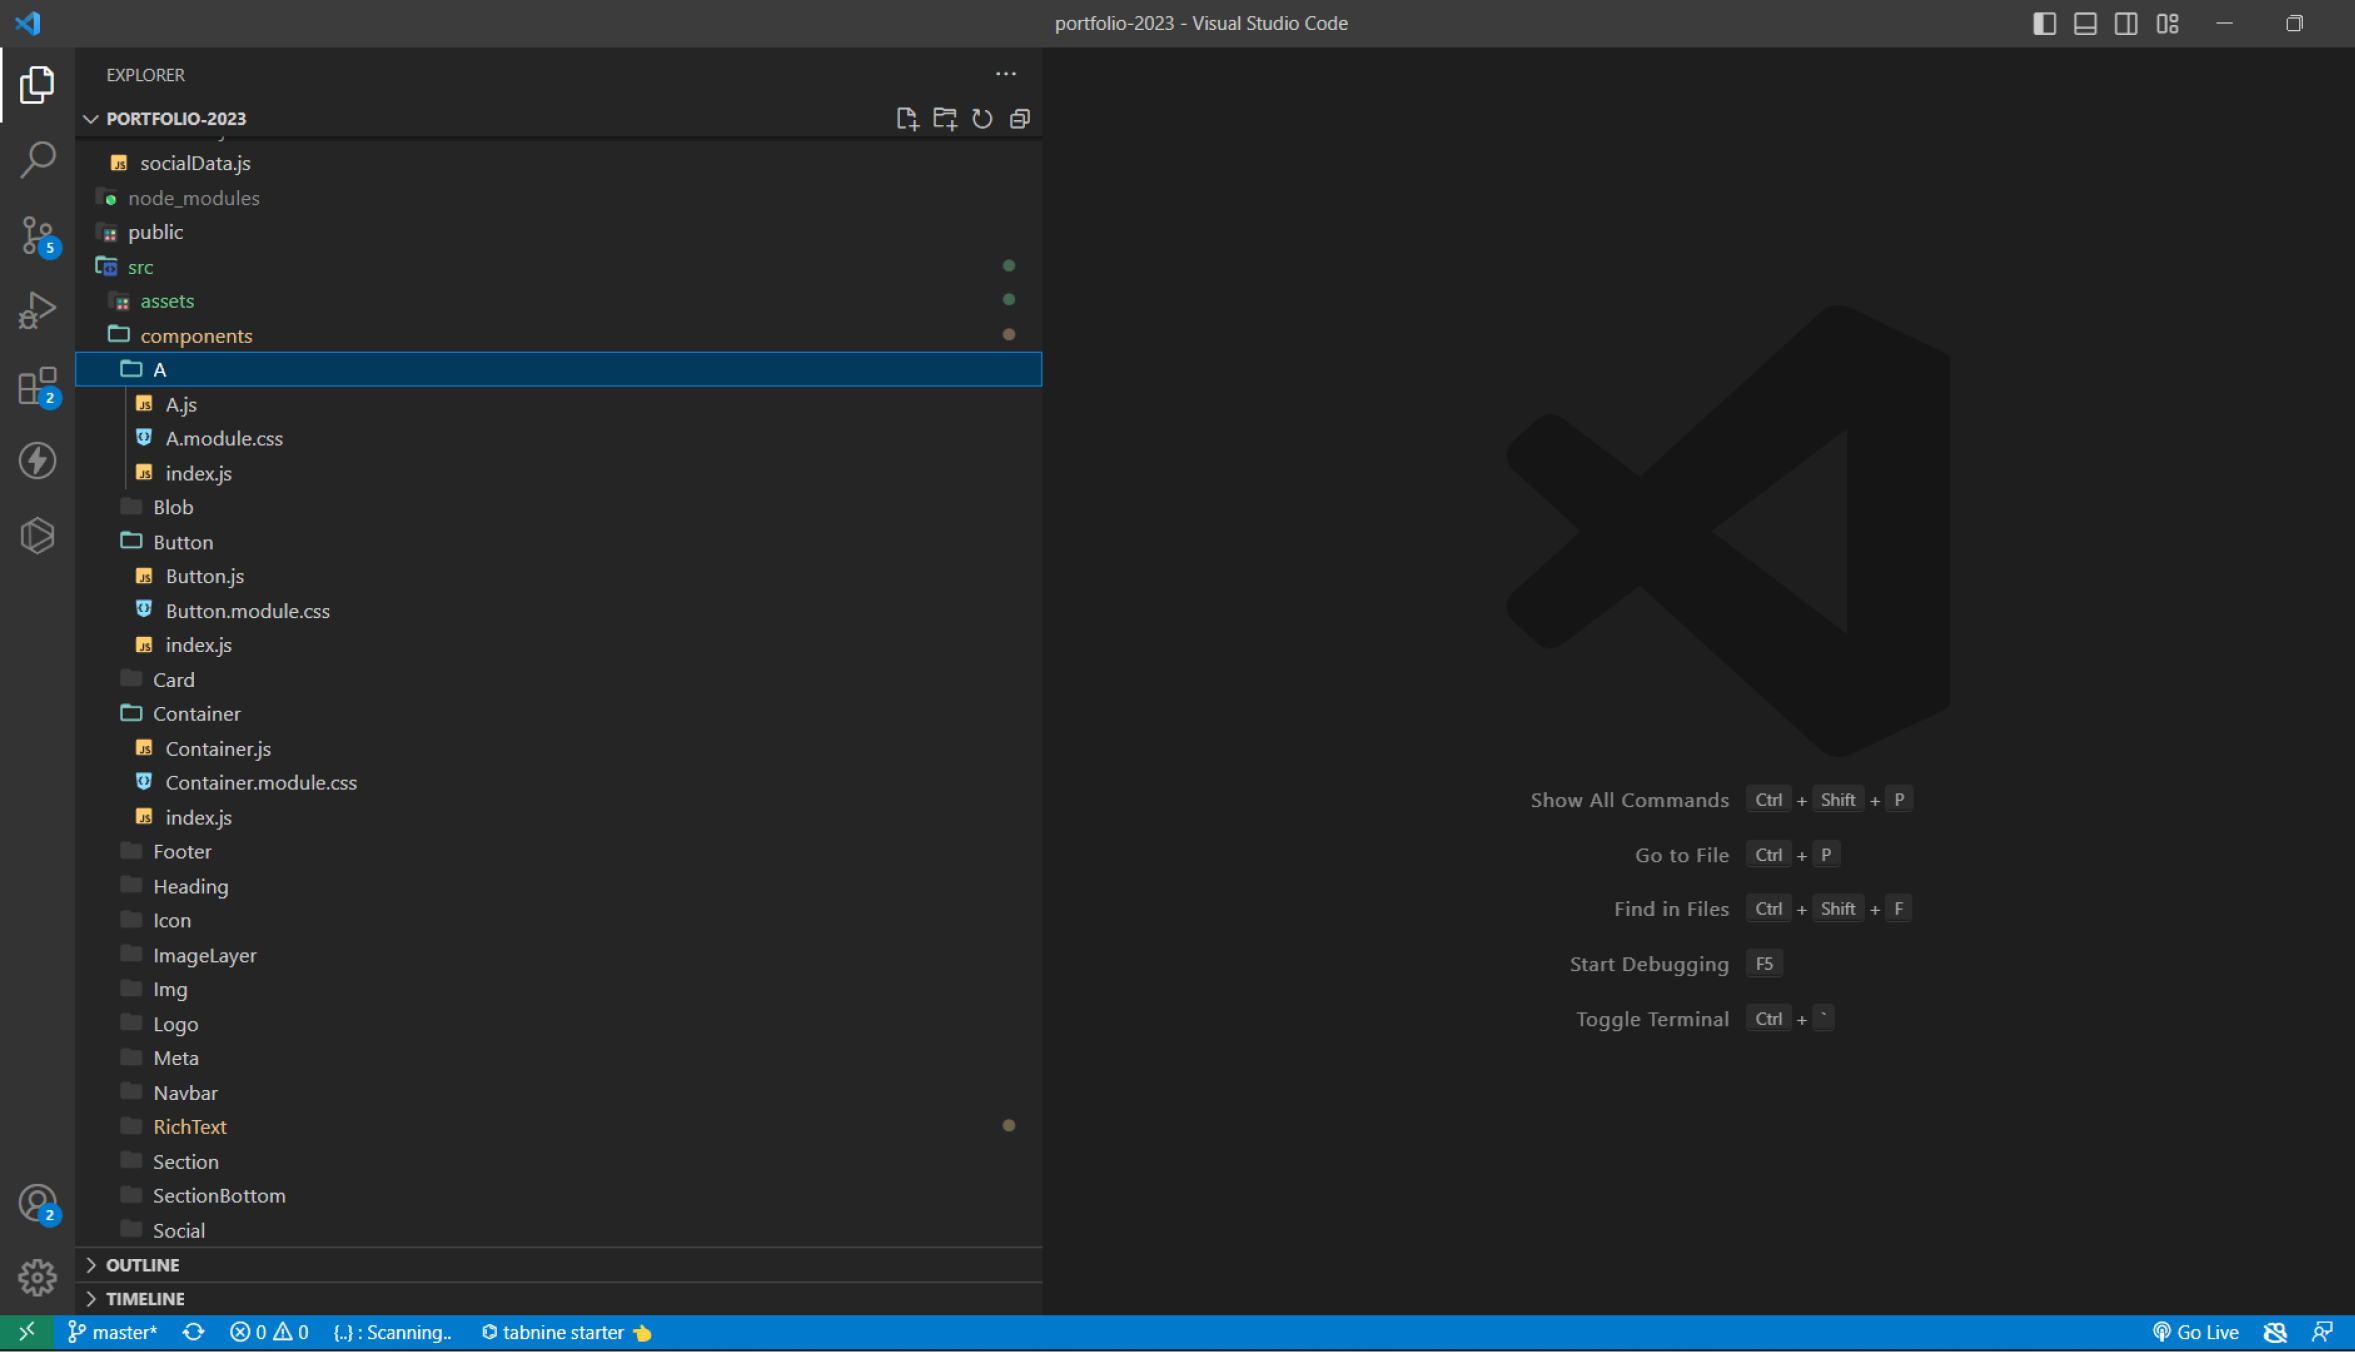 portfolio-2023 - Visual Studio Code
EXPLORER
PORTFOLIO-2023
socialData.js
node_modules
public
src
assets
components
A
A.js
A.module.css
index.js
Blob
Button
Button.js
Button.module.css
index.js
Card
Container
Container.js
Container.module.css
index.js
Footer
Heading
Icon
ImageLayer
Img
Logo
Meta
Navbar
RichText
Section
SectionBottom
Social
OUTLINE
TIMELINE
5
2
2
Show All Commands Ctrl + Shift + P
Go to File Ctrl + P
Find in Files Ctrl + Shift + F
Start Debugging F5
Toggle Terminal Ctrl + `
master* 0 0 {..} : Scanning.. tabnine starter Go Live